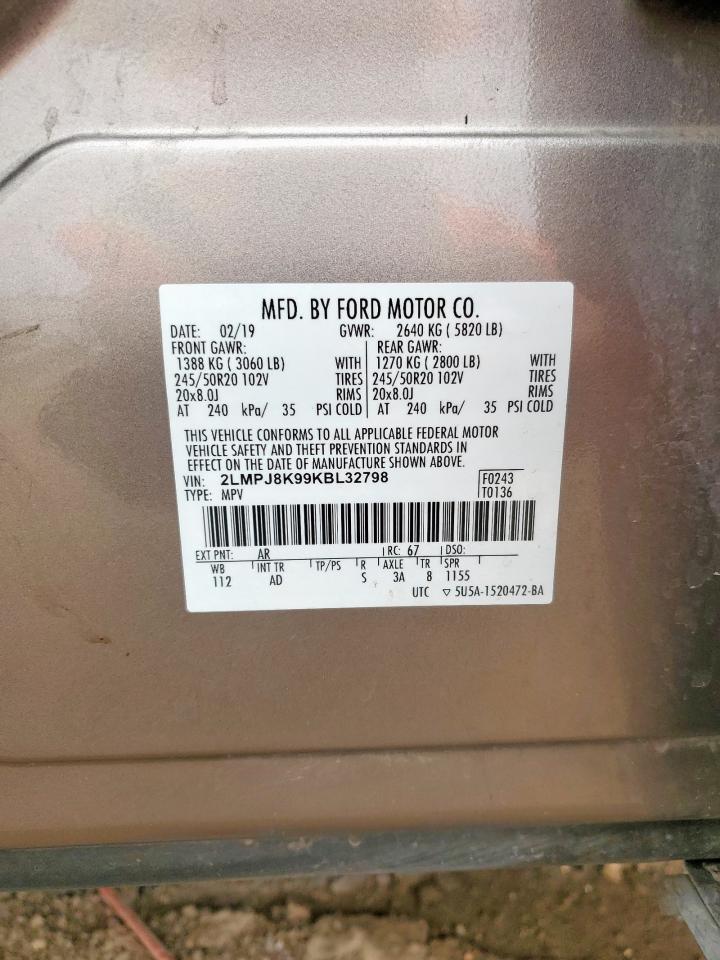 MFD. BY FORD MOTOR CO.
DATE: 02/19 GVWR: 2640 KG ( 5820 LB)
FRONT GAWR: REAR GAWR:
1388 KG ( 3060 LB) WITH 1270 KG ( 2800 LB) WITH
245/50R20 102V TIRES 245/50R20 102V TIRES
20x8.0J RIMS 20x8.0J RIMS
AT 240 kPa/ 35 PSI COLD AT 240 kPa/ 35 PSI COLD
THIS VEHICLE CONFORMS TO ALL APPLICABLE FEDERAL MOTOR
VEHICLE SAFETY AND THEFT PREVENTION STANDARDS IN
EFFECT ON THE DATE OF MANUFACTURE SHOWN ABOVE.
VIN: 2LMPJ8K99KBL32798 F0243
TYPE: MPV T0136
EXT PNT: AR RC: 67 DSO:
WB INT TR TP/PS R AXLE TR SPR
112 AD S 3A 8 1155
UTC ▽ 5U5A-1520472-BA